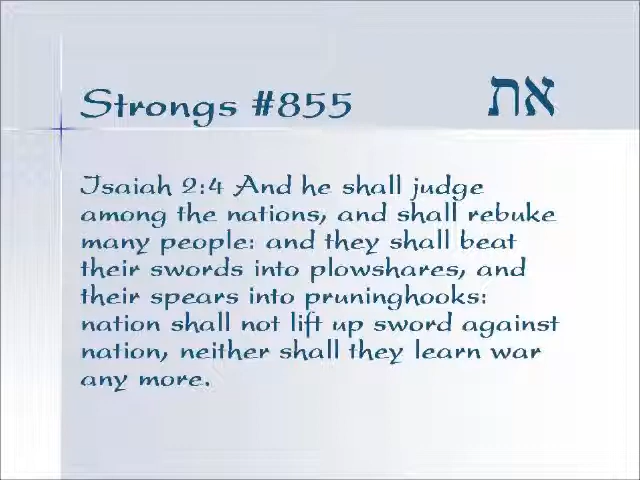 Strongs #855 את
Isaiah 2:4 And he shall judge
among the nations, and shall rebuke
many people: and they shall beat
their swords into plowshares, and
their spears into pruninghooks:
nation shall not lift up sword against
nation, neither shall they learn war
any more.